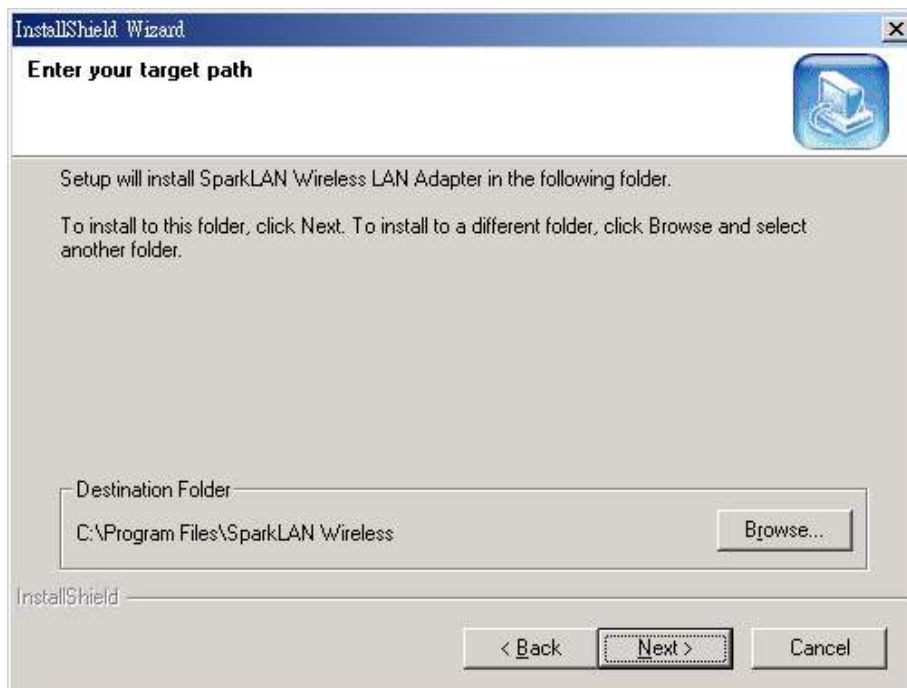 InstallShield Wizard
Enter your target path
Setup will install SparkLAN Wireless LAN Adapter in the following folder.
To install to this folder, click Next. To install to a different folder, click Browse and select
another folder.
Destination Folder
C:\Program Files\SparkLAN Wireless
Browse...
InstallShield
< Back
Next >
Cancel